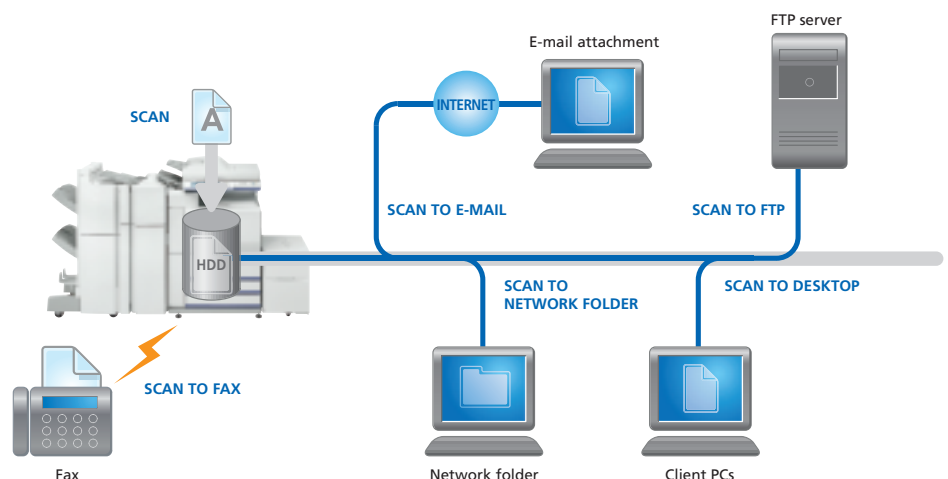 FTP server
E-mail attachment
INTERNET
SCAN
A
SCAN TO E-MAIL
SCAN TO FTP
HDD
SCAN TO
NETWORK FOLDER
SCAN TO DESKTOP
SCAN TO FAX
Fax
Network folder
Client PCs